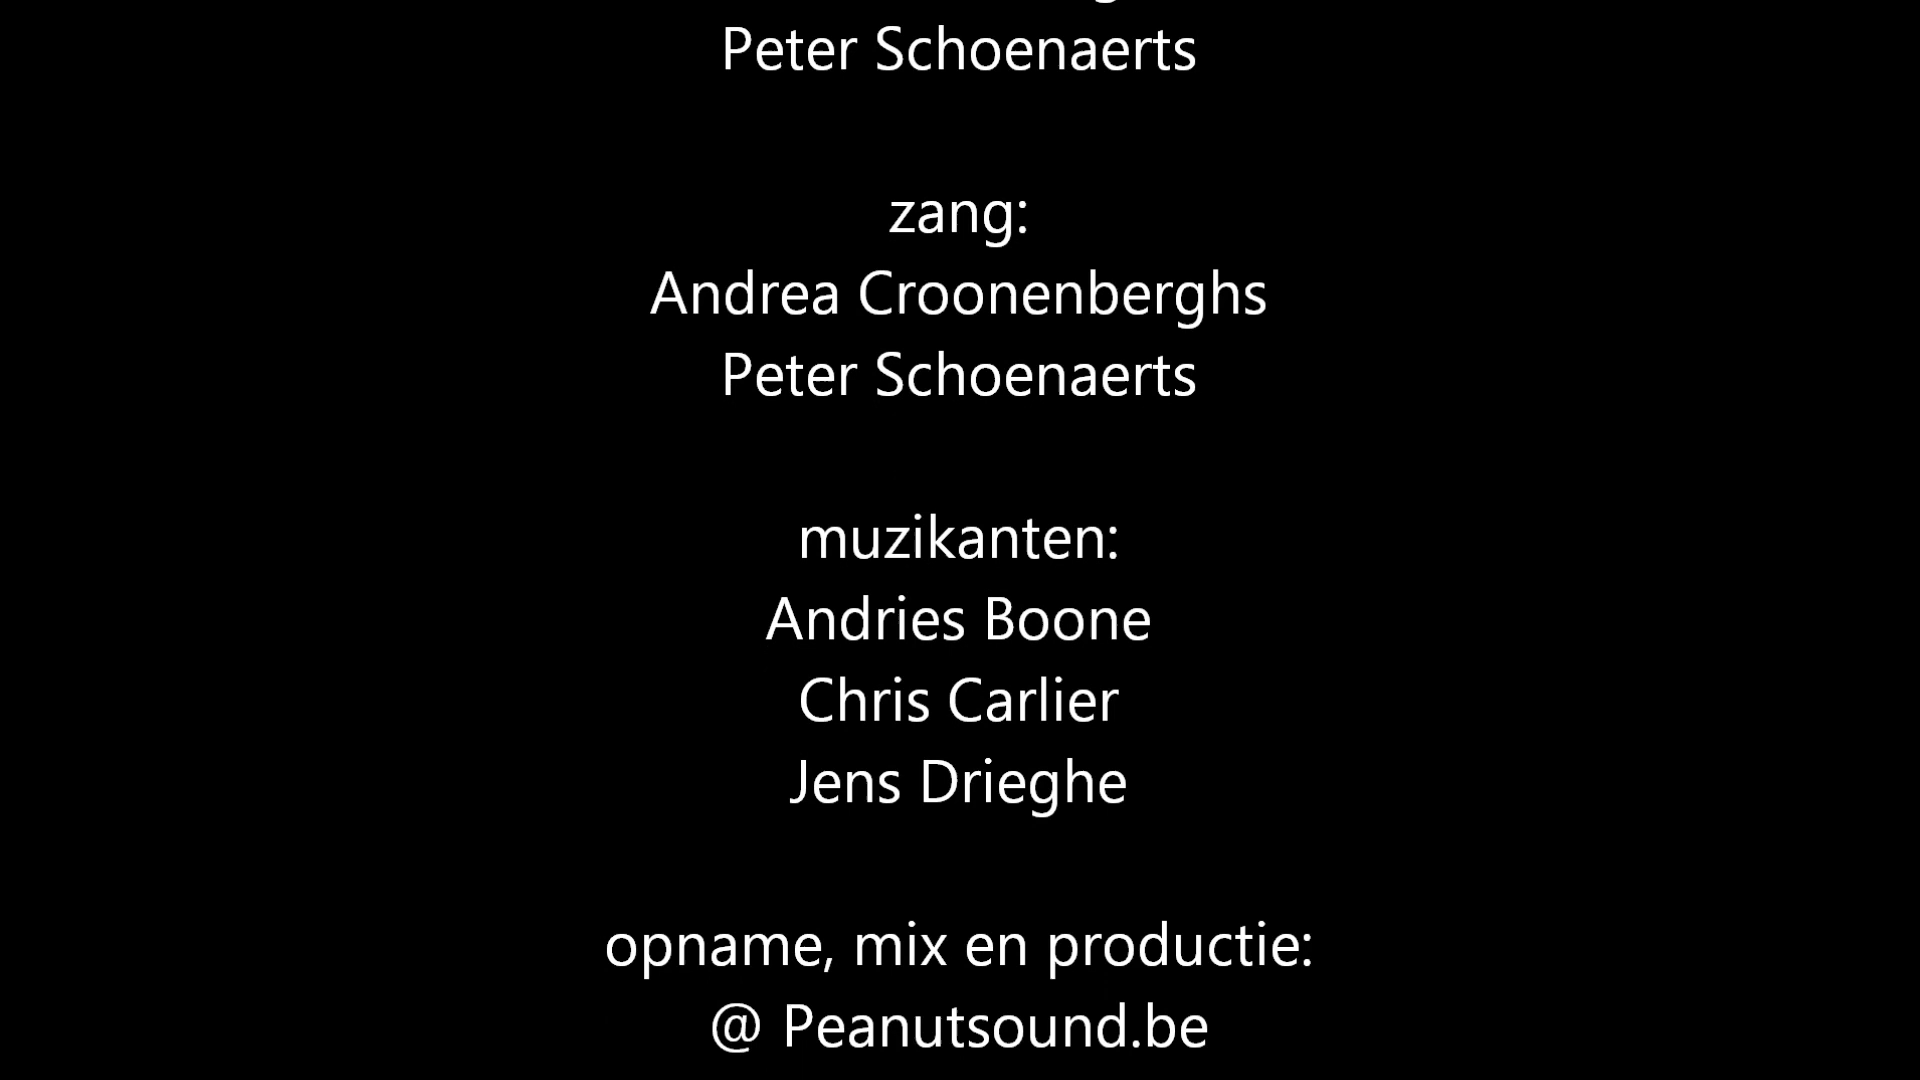 Peter Schoenaerts
zang:
Andrea Croonenberghs
Peter Schoenaerts
muzikanten:
Andries Boone
Chris Carlier
Jens Drieghe
opname, mix en productie:
@ Peanutsound.be